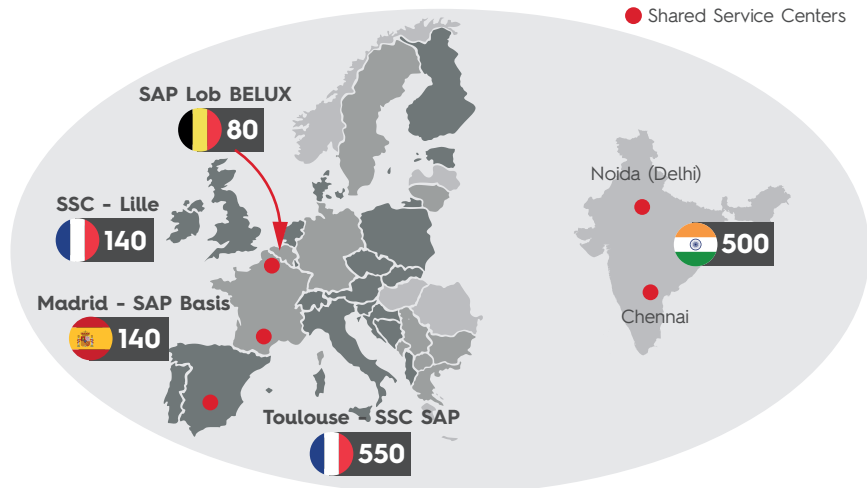 Shared Service Centers
SAP Lob BELUX
80
Noida (Delhi)
SSC - Lille
140
500
Madrid - SAP Basis
140
Chennai
Toulouse - SSC SAP
550